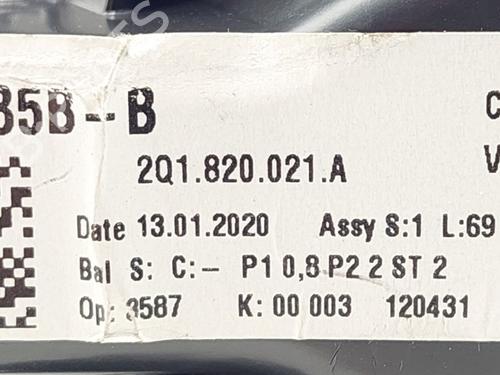 B5B--B
C
2Q1.820.021.A
V
Date 13.01.2020 Assy S:1 L:69
Bal S: C:- P1 0,8 P2 2 ST 2
Op: 3587 K: 00 003 120431